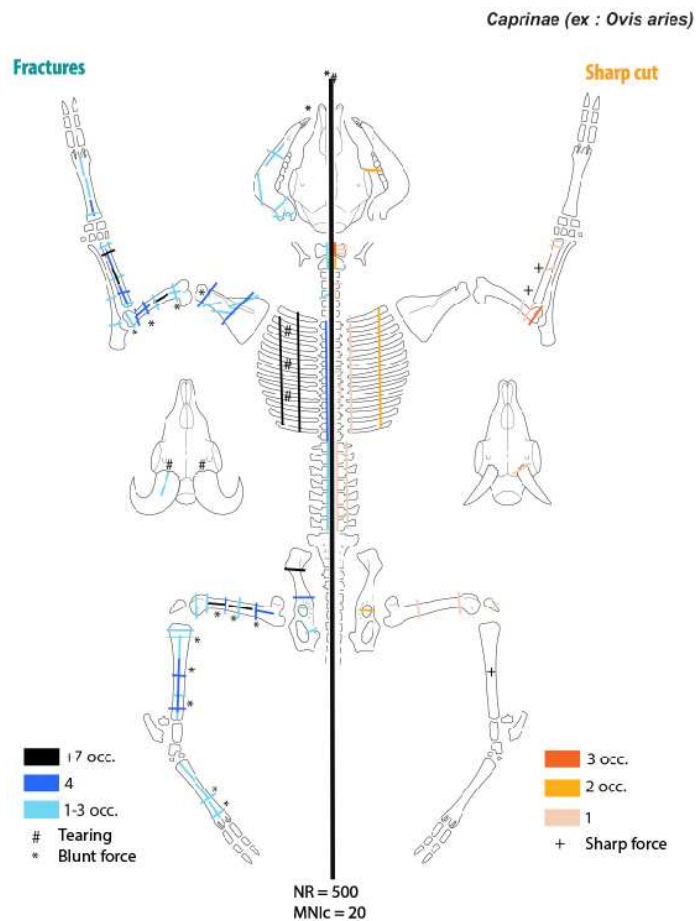 Caprinae (ex : Ovis aries)
Fractures
Sharp cut
*#
*
#
#
#
*
*
*
*
+
+
# #
*
*
*
*
*
*
+
*
*
+7 occ.
4
1-3 occ.
# Tearing
* Blunt force
3 occ.
2 occ.
1
+ Sharp force
NR = 500
MNIc = 20